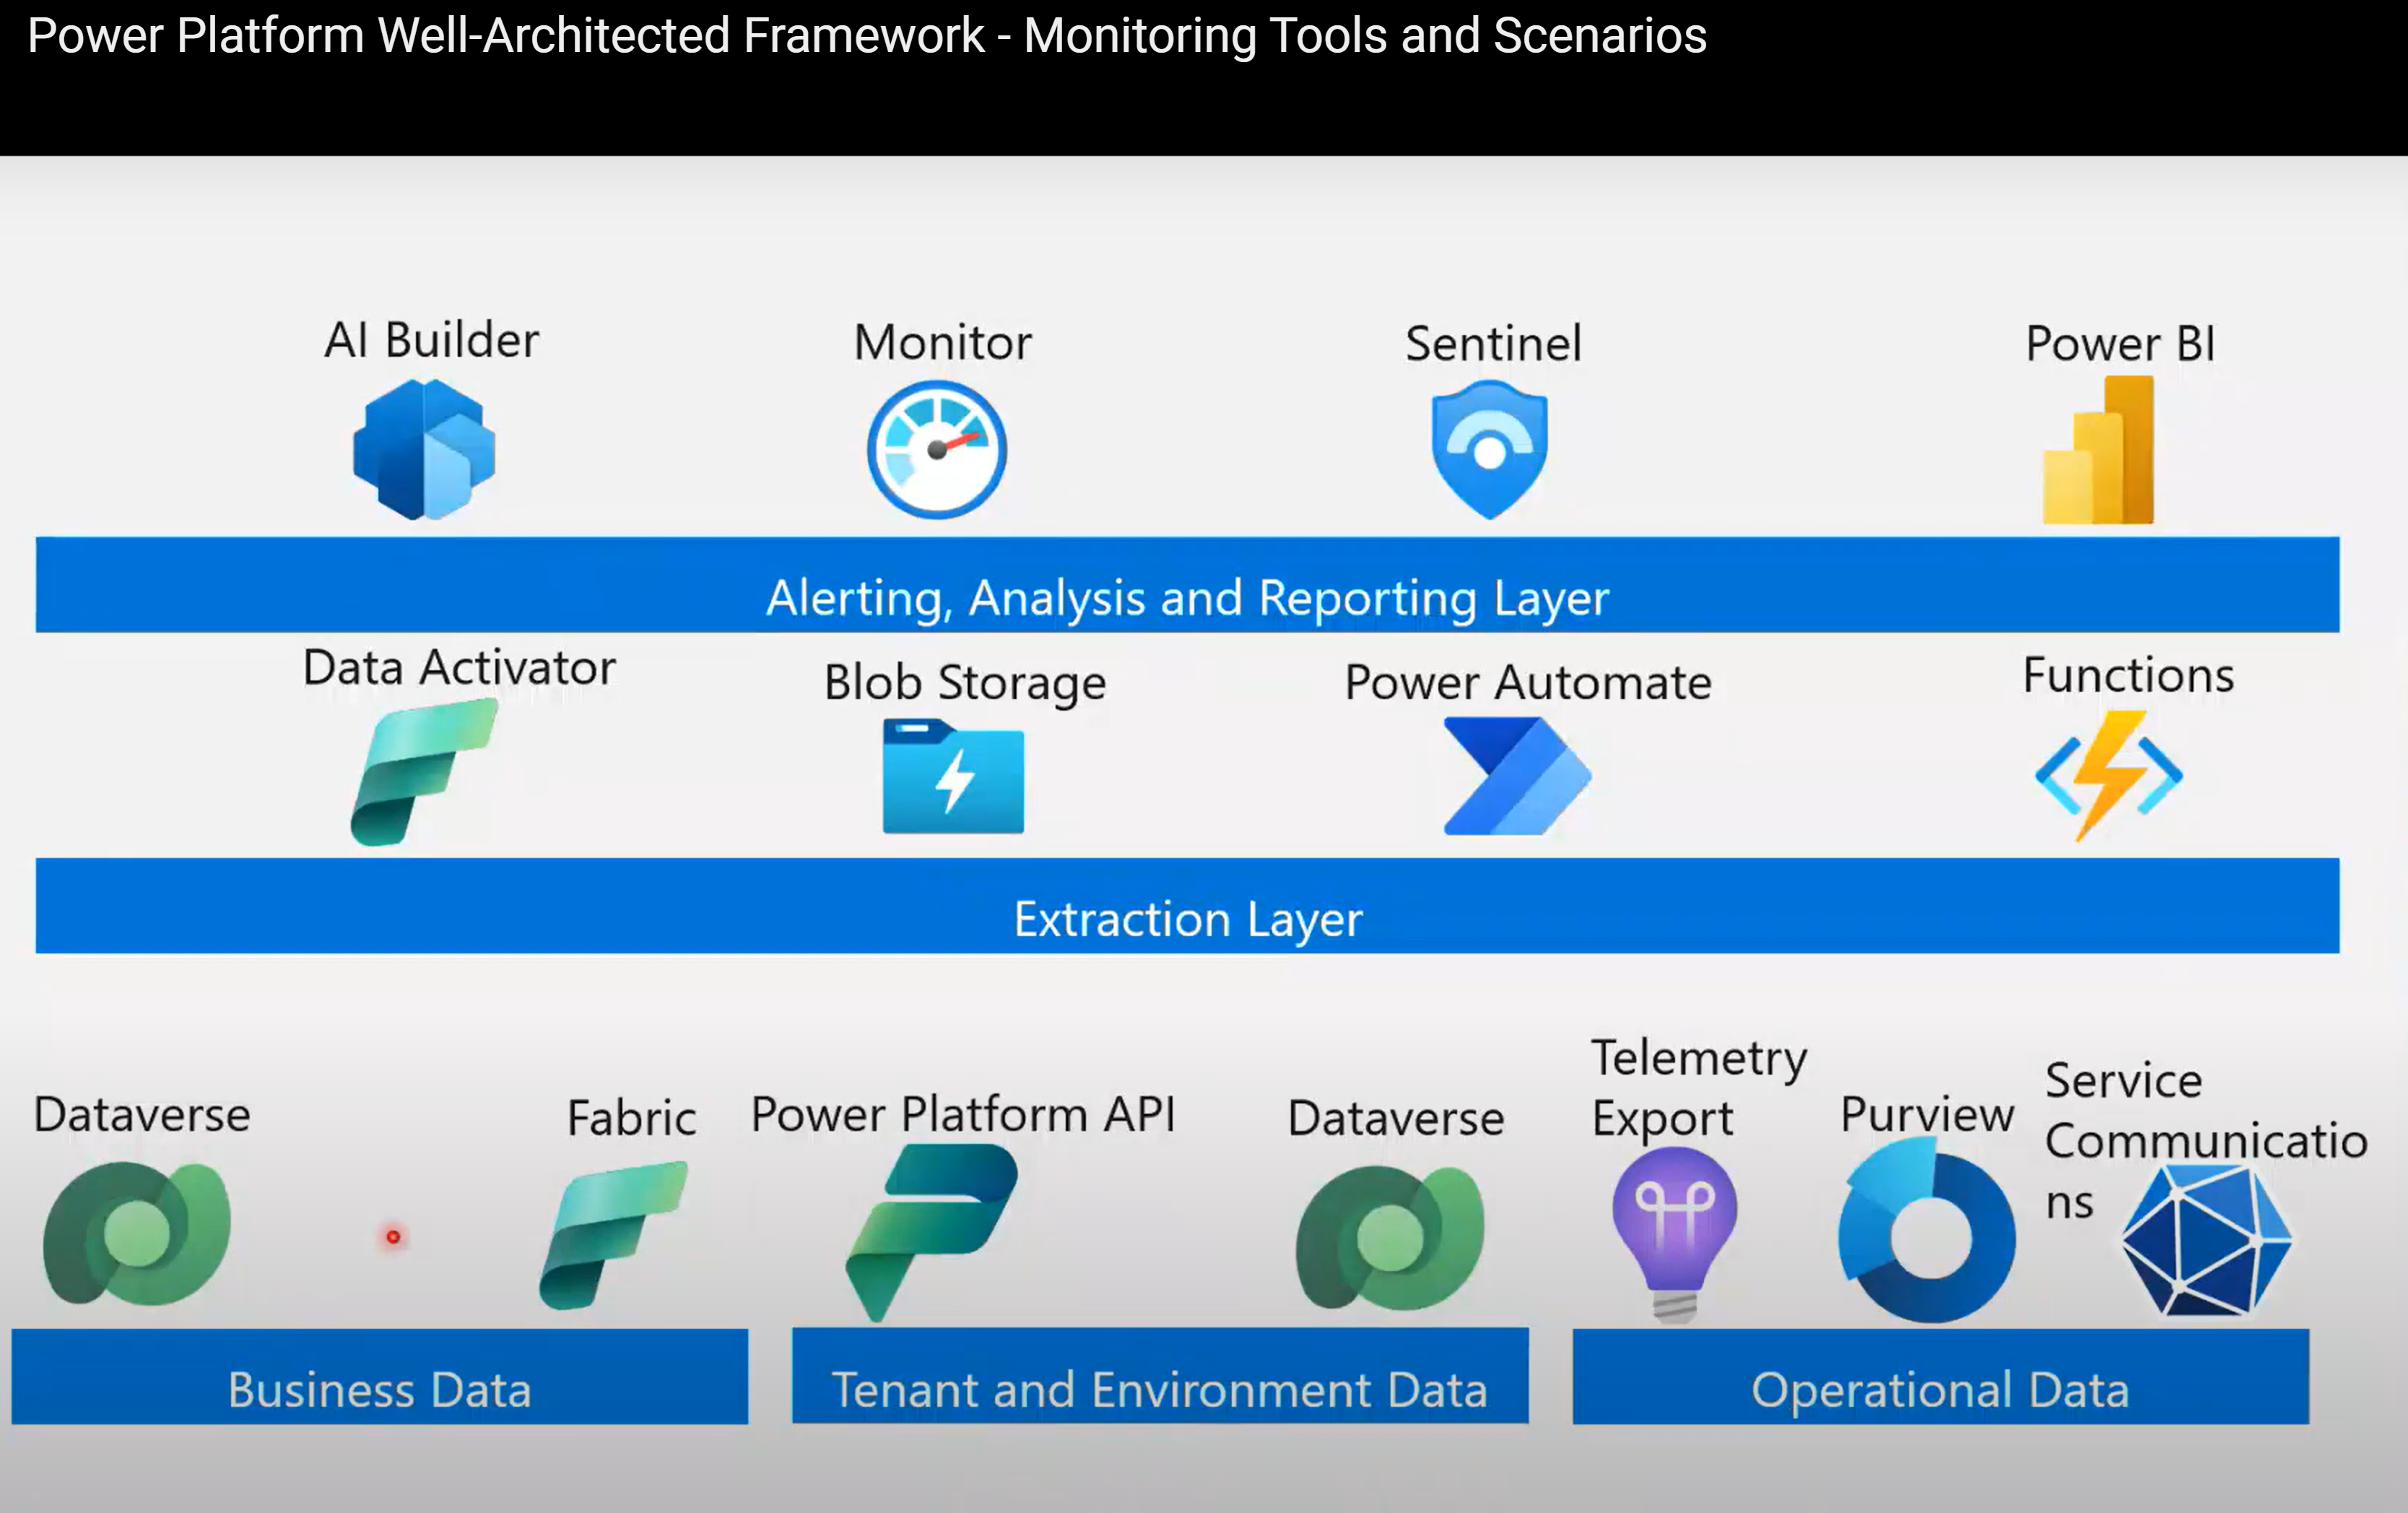 Power Platform Well-Architected Framework - Monitoring Tools and Scenarios
AI Builder
Monitor
Sentinel
Power BI
Alerting, Analysis and Reporting Layer
Data Activator
Blob Storage
Power Automate
Functions
Extraction Layer
Dataverse
Fabric
Power Platform API
Dataverse
Telemetry
Export
Purview
Service
Communicatio
ns
Business Data
Tenant and Environment Data
Operational Data